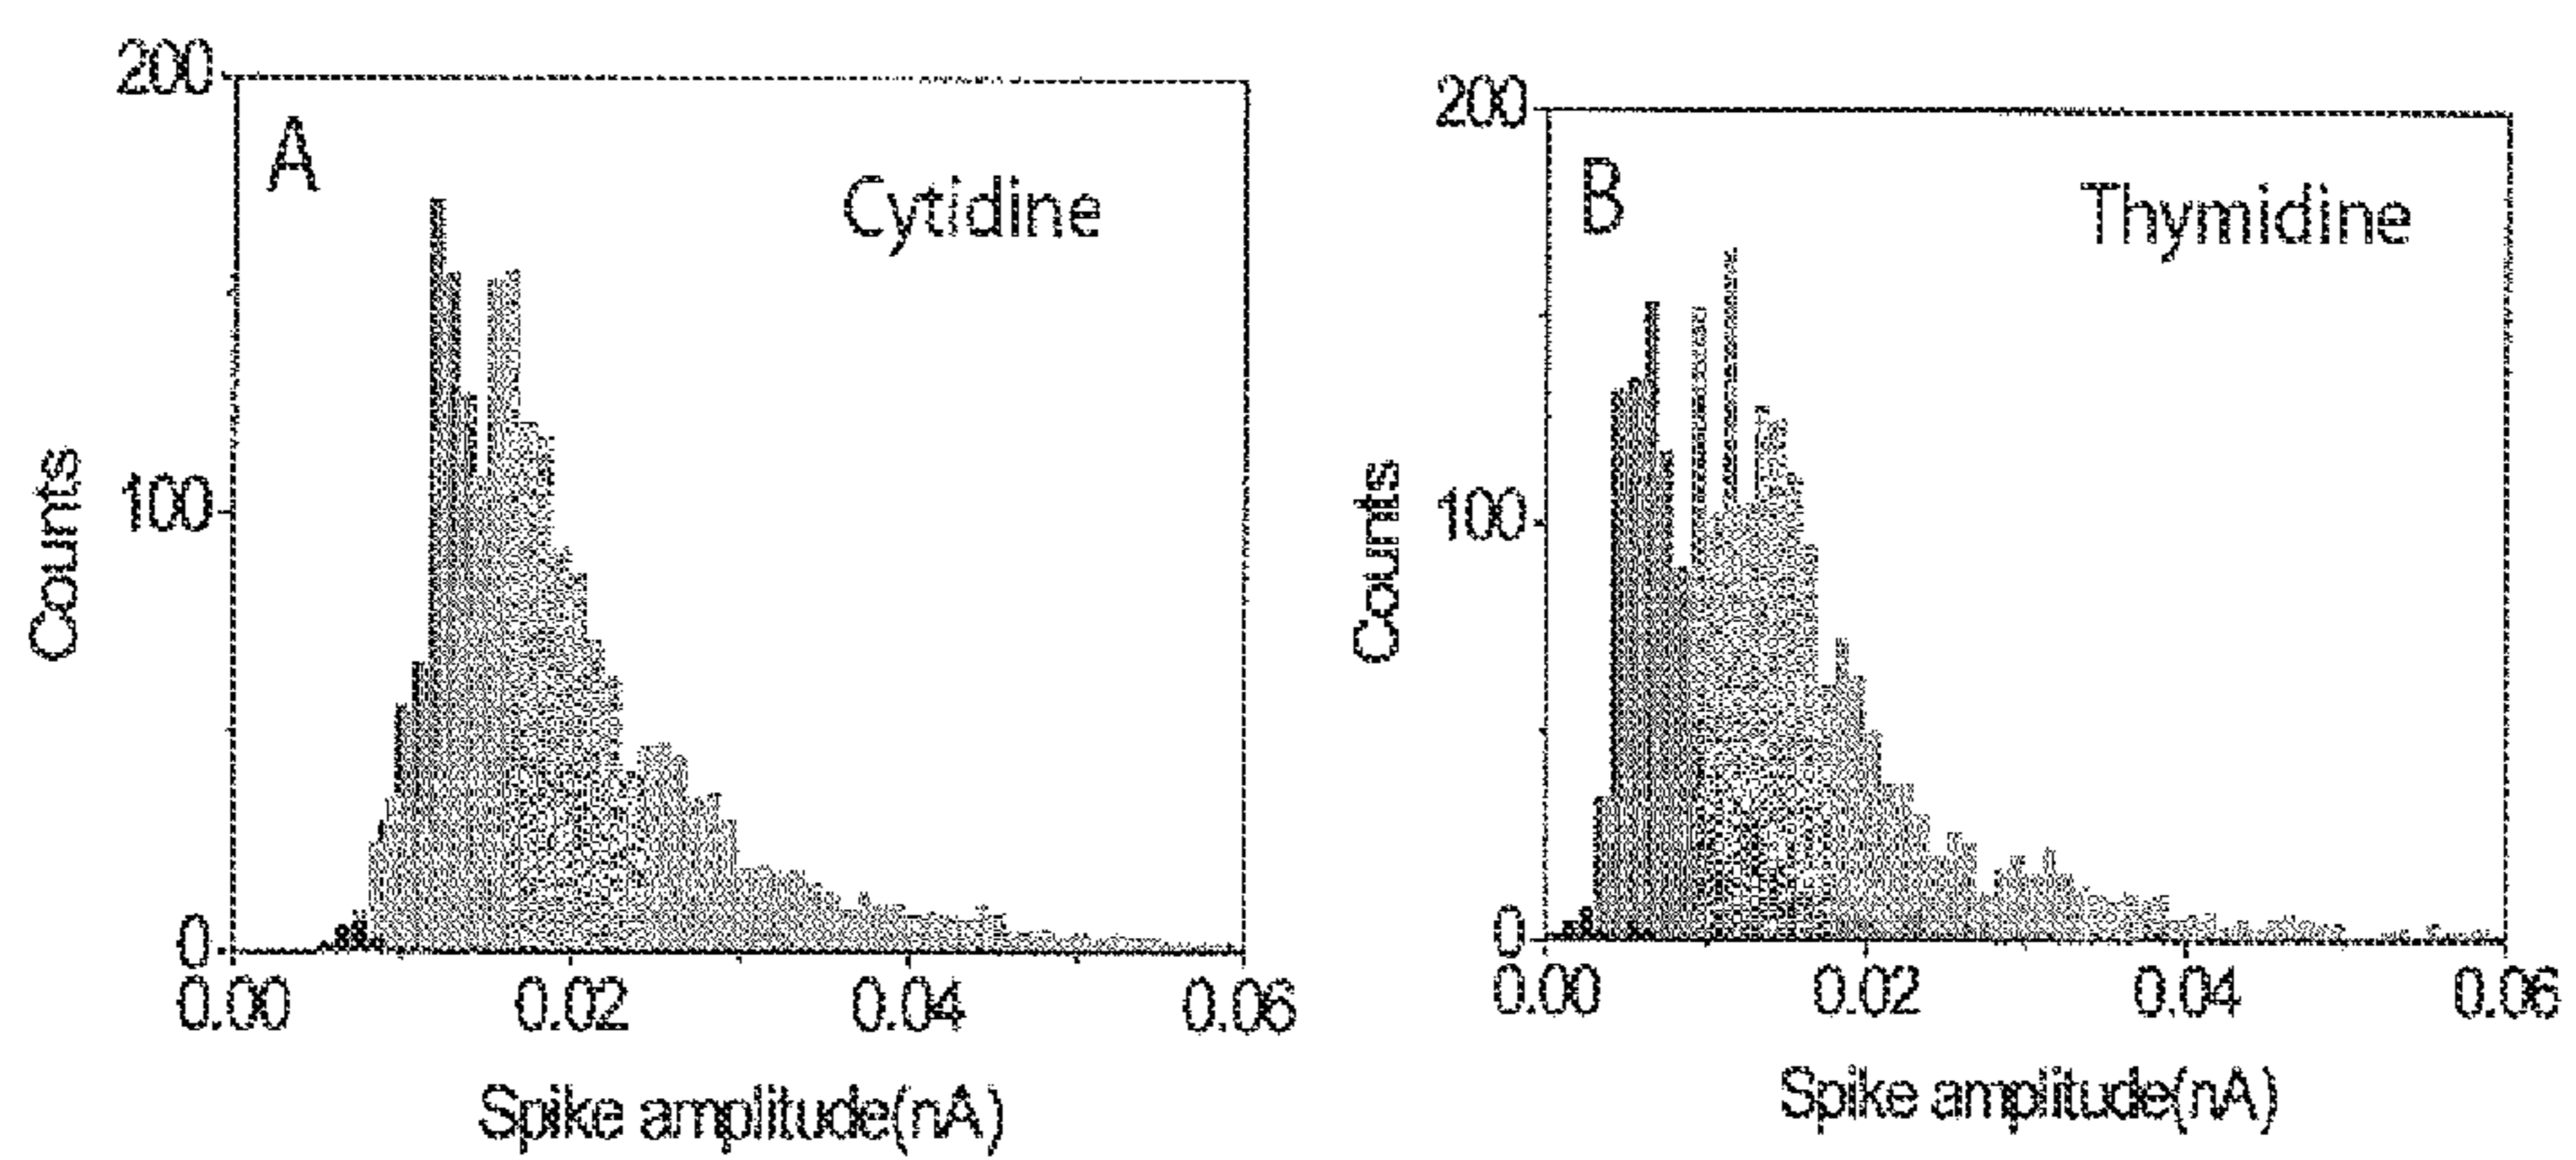 200
A
Cytidine
100
Counts
0
0.00 0.02 0.04 0.06
Spike amplitude(nA)
200
B
Thymidine
100
Counts
0
0.00 0.02 0.04 0.06
Spike amplitude(nA)